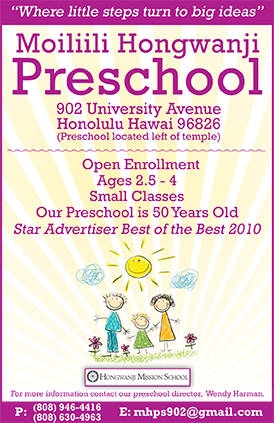 "Where little steps turn to big ideas"
Moiliili Hongwanji
Preschool
902 University Avenue
Honolulu Hawai 96826
(Preschool located left of temple)
Open Enrollment
Ages 2.5 - 4
Small Classes
Our Preschool is 50 Years Old
Star Advertiser Best of the Best 2010
HONGWANJI MISSION SCHOOL
For more information contact our preschool director, Wendy Harman.
P: (808) 946-4416
(808) 630-4963
E: mhps902@gmail.com